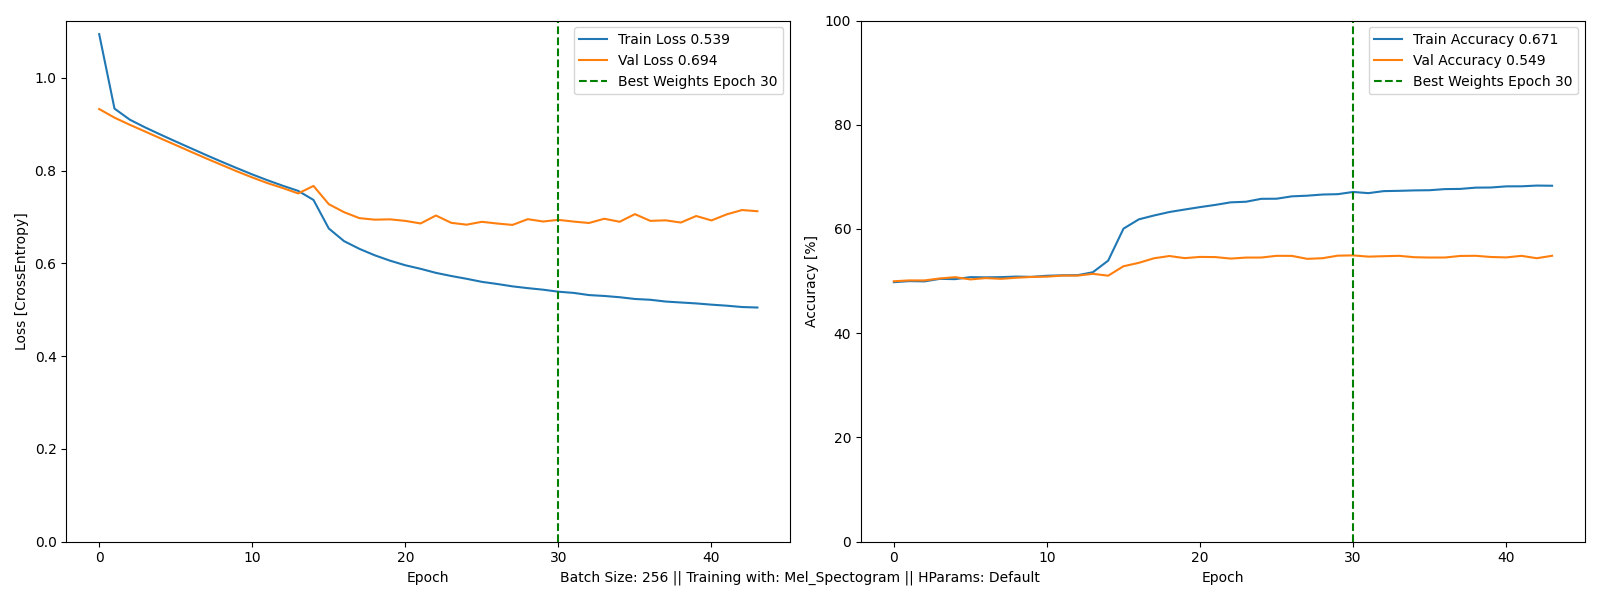 Train Loss 0.539
Val Loss 0.694
Best Weights Epoch 30
1.0
0.8
0.6
0.4
0.2
0.0
Loss [CrossEntropy]
0 10 20 30 40
Epoch
Train Accuracy 0.671
Val Accuracy 0.549
Best Weights Epoch 30
100
80
60
40
20
0
Accuracy [%]
0 10 20 30 40
Epoch
Batch Size: 256 || Training with: Mel_Spectogram || HParams: Default